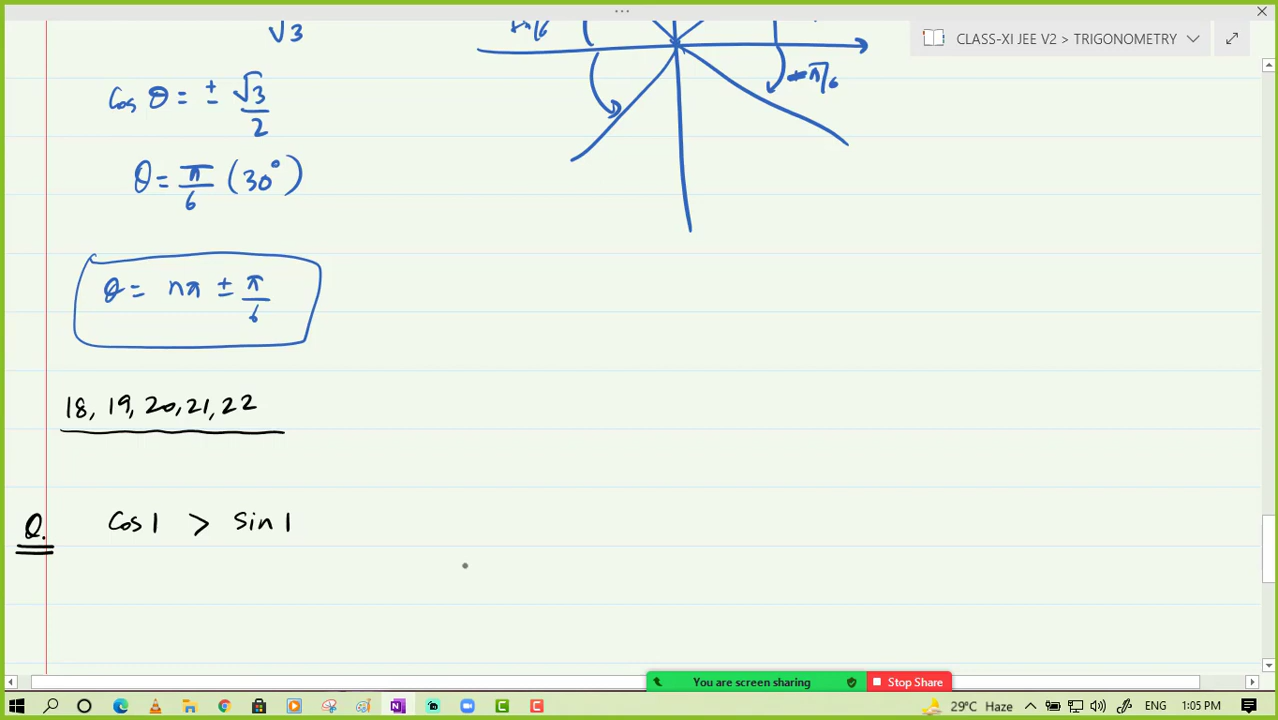 CLASS-XI JEE V2 > TRIGONOMETRY
√3
π/6
-π/6
Cos θ = ± √3/2
θ = π/6 (30°)
θ = nπ ± π/6
18, 19, 20, 21, 22
Q. Cos 1 > Sin 1
You are screen sharing
Stop Share
29°C Haze
ENG
1:05 PM